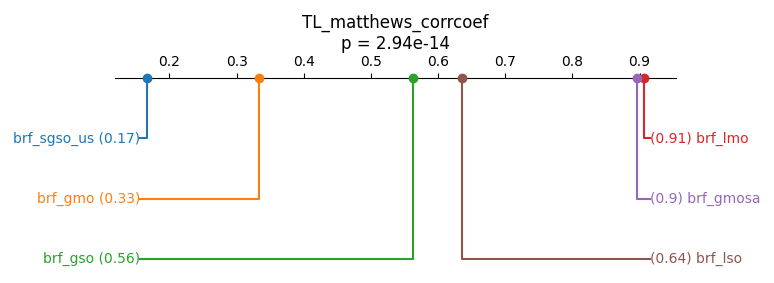 TL_matthews_corrcoef
p = 2.94e-14
0.2 0.3 0.4 0.5 0.6 0.7 0.8 0.9
brf_sgso_us (0.17) (0.91) brf_lmo
brf_gmo (0.33) (0.9) brf_gmosa
brf_gso (0.56) (0.64) brf_lso